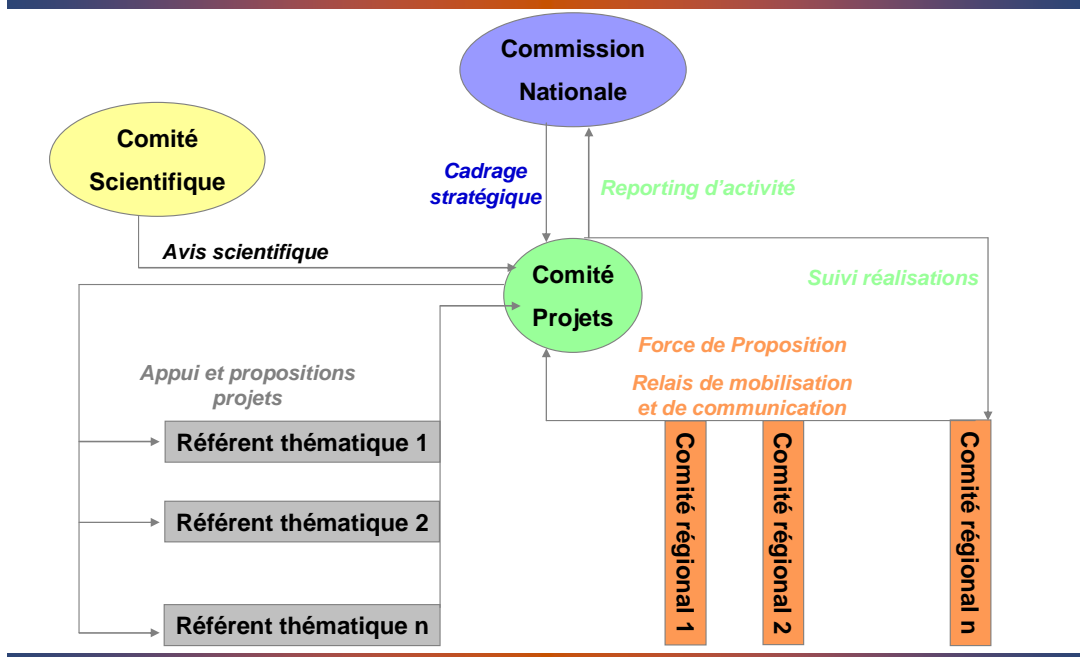 Commission
Nationale
Comité
Scientifique
Cadrage
stratégique
Reporting d'activité
Avis scientifique
Comité
Projets
Suivi réalisations
Force de Proposition
Relais de mobilisation
et de communication
Appui et propositions
projets
Référent thématique 1
Référent thématique 2
Référent thématique n
Comité régional 1
Comité régional 2
Comité régional n